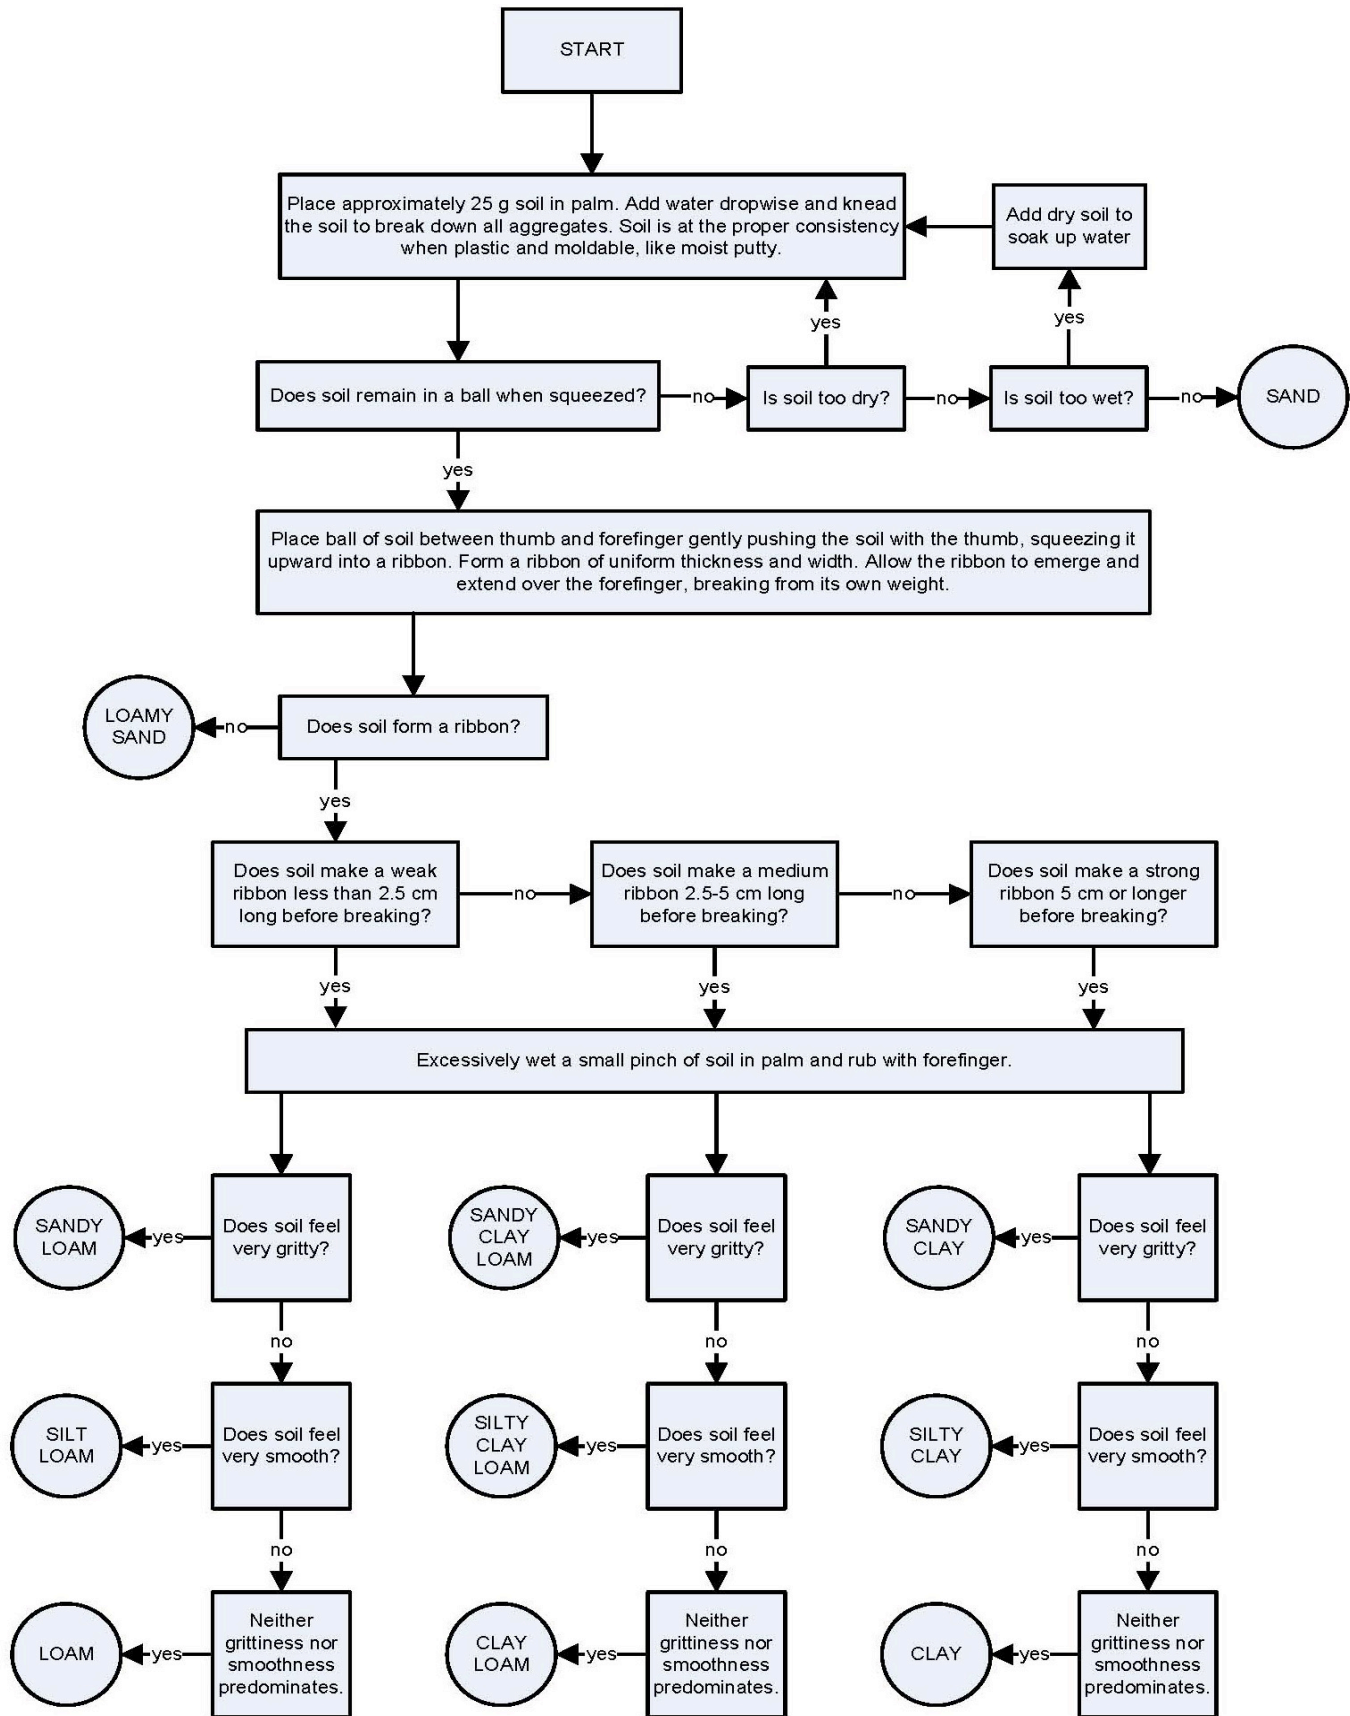 START
Place approximately 25 g soil in palm. Add water dropwise and knead
the soil to break down all aggregates. Soil is at the proper consistency
when plastic and moldable, like moist putty.
Add dry soil to
soak up water
yes
yes
Does soil remain in a ball when squeezed?
no
Is soil too dry?
no
Is soil too wet?
no
SAND
yes
Place ball of soil between thumb and forefinger gently pushing the soil with the thumb, squeezing it
upward into a ribbon. Form a ribbon of uniform thickness and width. Allow the ribbon to emerge and
extend over the forefinger, breaking from its own weight.
LOAMY
SAND
no
Does soil form a ribbon?
yes
Does soil make a weak
ribbon less than 2.5 cm
long before breaking?
no
Does soil make a medium
ribbon 2.5-5 cm long
before breaking?
no
Does soil make a strong
ribbon 5 cm or longer
before breaking?
yes
yes
yes
Excessively wet a small pinch of soil in palm and rub with forefinger.
SANDY
LOAM
yes
Does soil feel
very gritty?
SANDY
CLAY
LOAM
yes
Does soil feel
very gritty?
SANDY
CLAY
yes
Does soil feel
very gritty?
no
no
no
SILT
LOAM
yes
Does soil feel
very smooth?
SILTY
CLAY
LOAM
yes
Does soil feel
very smooth?
SILTY
CLAY
yes
Does soil feel
very smooth?
no
no
no
LOAM
yes
Neither
grittiness nor
smoothness
predominates.
CLAY
LOAM
yes
Neither
grittiness nor
smoothness
predominates.
CLAY
yes
Neither
grittiness nor
smoothness
predominates.